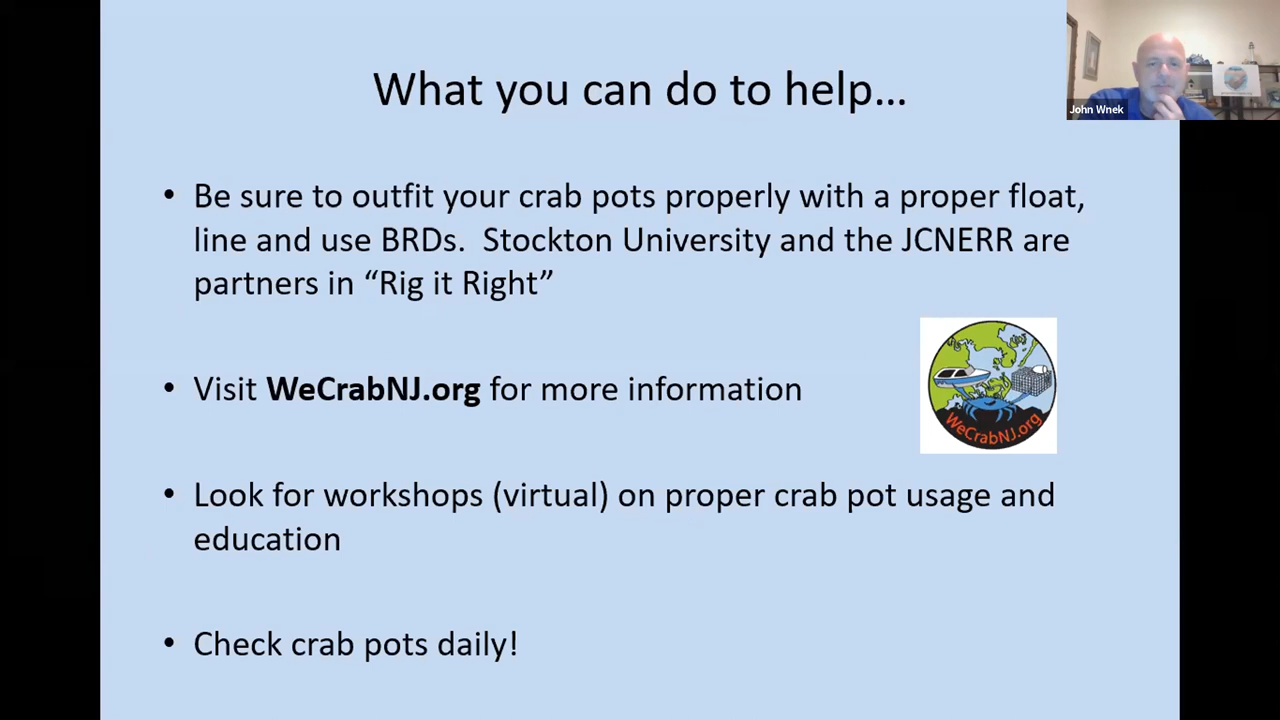 What you can do to help...
John Wnek
• Be sure to outfit your crab pots properly with a proper float,
line and use BRDs.  Stockton University and the JCNERR are
partners in “Rig it Right”
• Visit WeCrabNJ.org for more information
WeCrabNJ.org
• Look for workshops (virtual) on proper crab pot usage and
education
• Check crab pots daily!